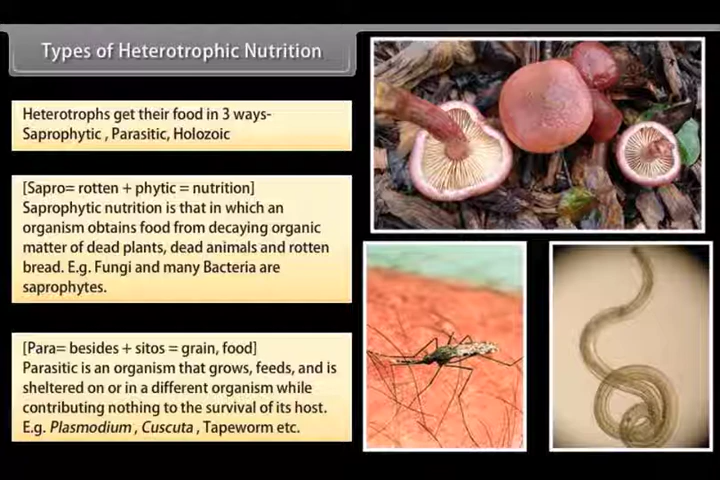 Types of Heterotrophic Nutrition
Heterotrophs get their food in 3 ways-
Saprophytic , Parasitic, Holozoic
[Sapro= rotten + phytic = nutrition]
Saprophytic nutrition is that in which an
organism obtains food from decaying organic
matter of dead plants, dead animals and rotten
bread. E.g. Fungi and many Bacteria are
saprophytes.
[Para= besides + sitos = grain, food]
Parasitic is an organism that grows, feeds, and is
sheltered on or in a different organism while
contributing nothing to the survival of its host.
E.g. Plasmodium , Cuscuta , Tapeworm etc.